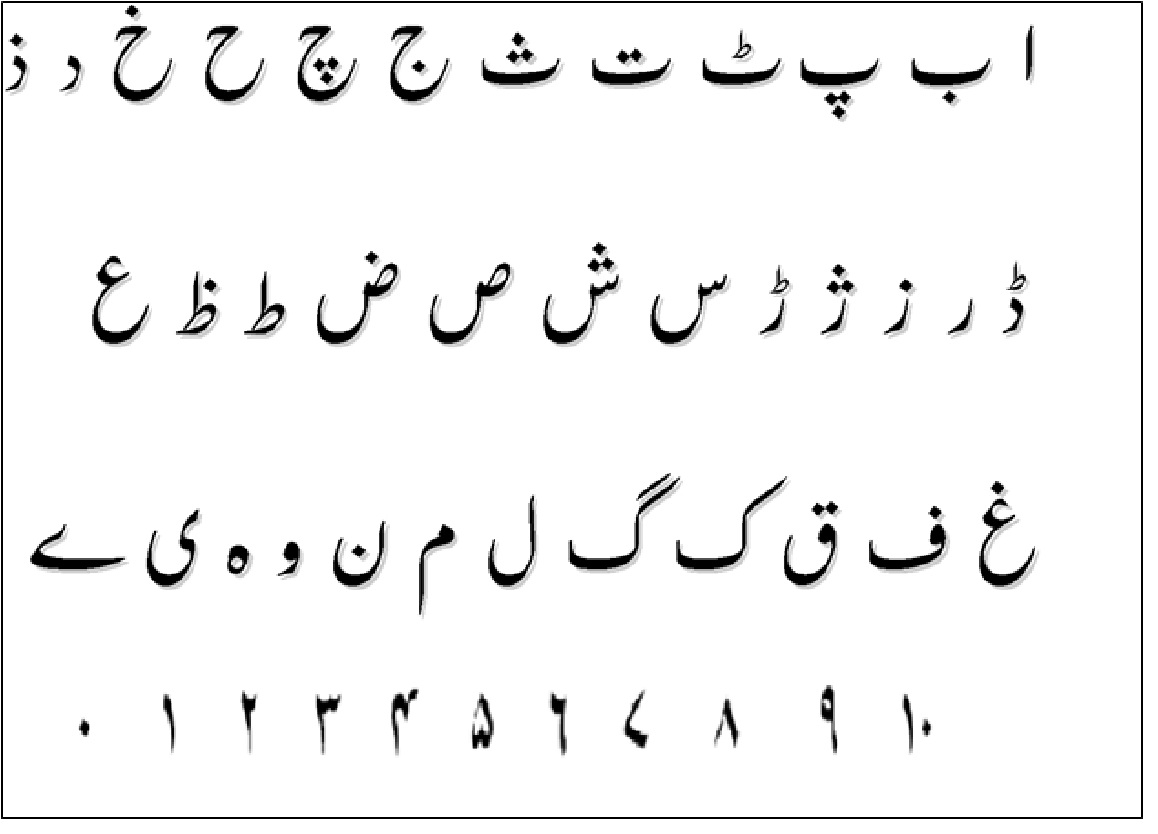 ا ب پ ٹ ت ث ج چ ح خ د ذ
ڈ ر ز ژ ڑ س ش ص ض ط ظ ع
غ ف ق ک گ ل م ن و ہ ی ے
۰ ۱ ۲ ۳ ۴ ۵ ۶ ۷ ۸ ۹ ۱۰